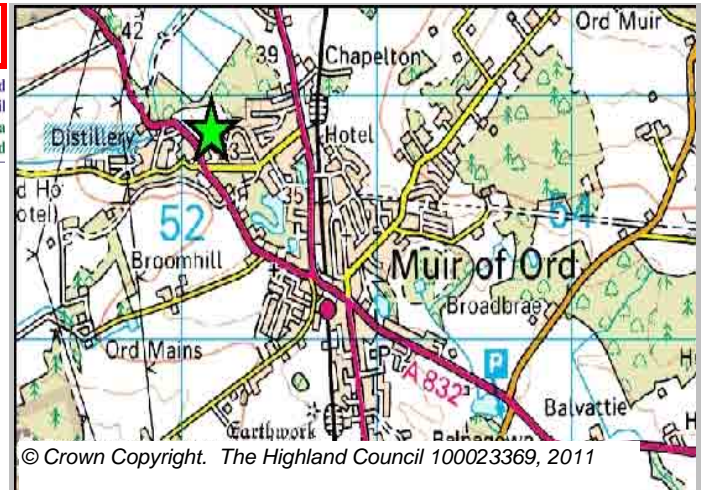 42
39
Chapelton
Ord Muir
Distillery
Hotel
35
52
54
Broomhill
Muir of Ord
Broadbrae
Ord Mains
P
P
A 832
Balvattie
Earthwork
© Crown Copyright. The Highland Council 100023369, 2011